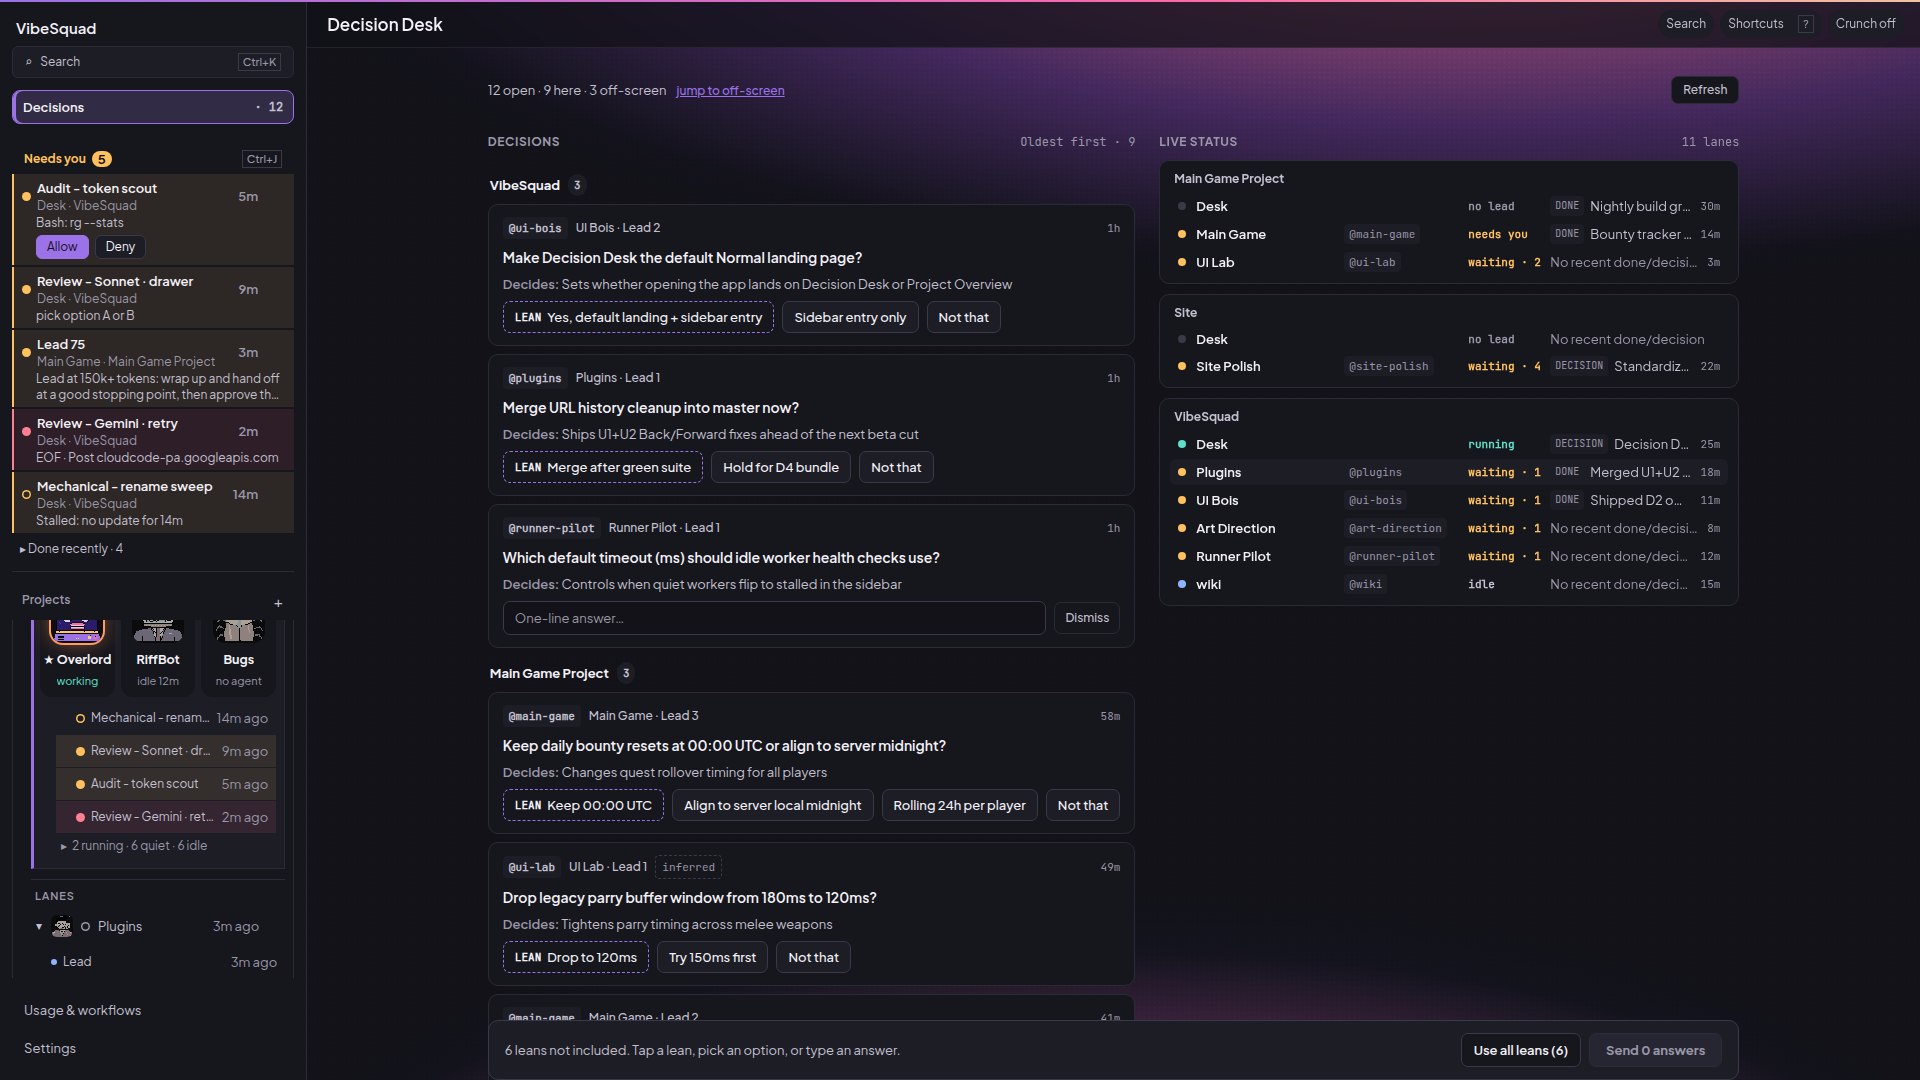 VibeSquad
Search Ctrl+K
Decisions · 12
Needs you 5 Ctrl+J
Audit - token scout 5m
Desk · VibeSquad
Bash: rg --stats
Allow Deny
Review - Sonnet · drawer 9m
Desk · VibeSquad
pick option A or B
Lead 75 3m
Main Game · Main Game Project
Lead at 150k+ tokens: wrap up and hand off
at a good stopping point, then approve th...
Review - Gemini · retry 2m
Desk · VibeSquad
EOF · Post cloudcode-pa.googleapis.com
Mechanical - rename sweep 14m
Desk · VibeSquad
Stalled: no update for 14m
▸ Done recently · 4
Projects +
★ Overlord RiffBot Bugs
working idle 12m no agent
Mechanical - renam... 14m ago
Review - Sonnet · dr... 9m ago
Audit - token scout 5m ago
Review - Gemini · ret... 2m ago
▸ 2 running · 6 quiet · 6 idle
LANES
▾ Plugins 3m ago
Lead 3m ago
Usage & workflows
Settings
Decision Desk Search Shortcuts ? Crunch off
12 open · 9 here · 3 off-screen jump to off-screen Refresh
DECISIONS Oldest first · 9
VibeSquad 3
@ui-bois UI Bois · Lead 2 1h
Make Decision Desk the default Normal landing page?
Decides: Sets whether opening the app lands on Decision Desk or Project Overview
LEAN Yes, default landing + sidebar entry Sidebar entry only Not that
@plugins Plugins · Lead 1 1h
Merge URL history cleanup into master now?
Decides: Ships U1+U2 Back/Forward fixes ahead of the next beta cut
LEAN Merge after green suite Hold for D4 bundle Not that
@runner-pilot Runner Pilot · Lead 1 1h
Which default timeout (ms) should idle worker health checks use?
Decides: Controls when quiet workers flip to stalled in the sidebar
One-line answer... Dismiss
Main Game Project 3
@main-game Main Game · Lead 3 58m
Keep daily bounty resets at 00:00 UTC or align to server midnight?
Decides: Changes quest rollover timing for all players
LEAN Keep 00:00 UTC Align to server local midnight Rolling 24h per player Not that
@ui-lab UI Lab · Lead 1 inferred 49m
Drop legacy parry buffer window from 180ms to 120ms?
Decides: Tightens parry timing across melee weapons
LEAN Drop to 120ms Try 150ms first Not that
@main-game Main Game · Lead 2 41m
LIVE STATUS 11 lanes
Main Game Project
Desk no lead DONE Nightly build gr... 30m
Main Game @main-game needs you DONE Bounty tracker ... 14m
UI Lab @ui-lab waiting · 2 No recent done/decisi... 3m
Site
Desk no lead No recent done/decision
Site Polish @site-polish waiting · 4 DECISION Standardiz... 22m
VibeSquad
Desk running DECISION Decision D... 25m
Plugins @plugins waiting · 1 DONE Merged U1+U2 ... 18m
UI Bois @ui-bois waiting · 1 DONE Shipped D2 o... 11m
Art Direction @art-direction waiting · 1 No recent done/decisi... 8m
Runner Pilot @runner-pilot waiting · 1 No recent done/deci... 12m
wiki @wiki idle No recent done/deci... 15m
6 leans not included. Tap a lean, pick an option, or type an answer. Use all leans (6) Send 0 answers